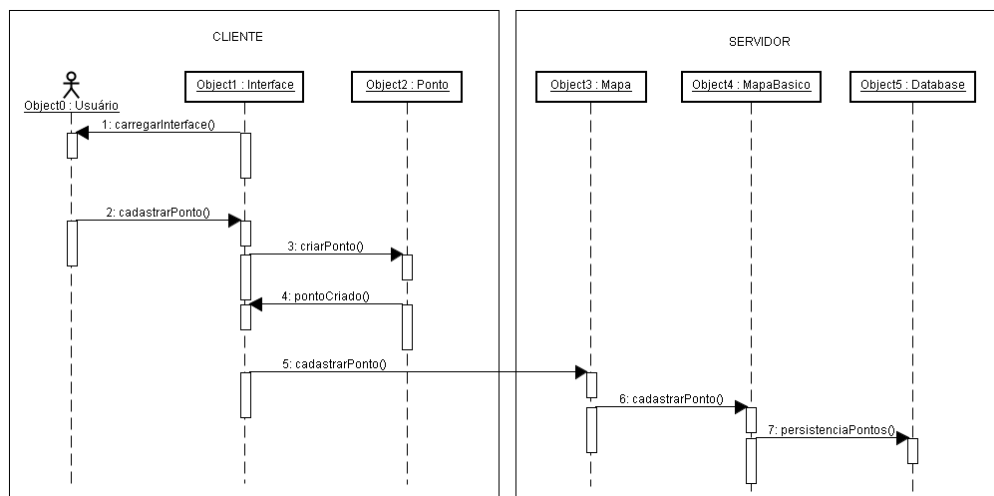 CLIENTE
SERVIDOR
Object0 : Usuário
Object1 : Interface
Object2 : Ponto
Object3 : Mapa
Object4 : MapaBasico
Object5 : Database
1: carregarInterface()
2: cadastrarPonto()
3: criarPonto()
4: pontoCriado()
5: cadastrarPonto()
6: cadastrarPonto()
7: persistenciaPontos()